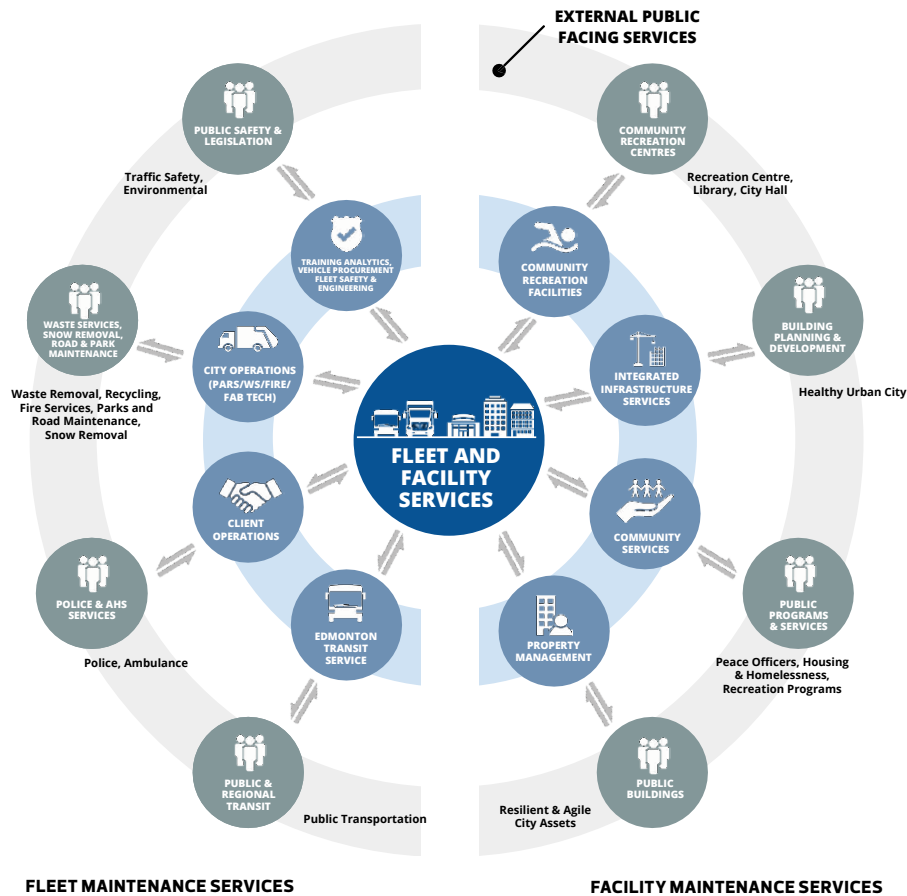 EXTERNAL PUBLIC
FACING SERVICES
PUBLIC SAFETY &
LEGISLATION
Traffic Safety,
Environmental
COMMUNITY
RECREATION
CENTRES
Recreation Centre,
Library, City Hall
TRAINING ANALYTICS,
VEHICLE PROCUREMENT
FLEET SAFETY &
ENGINEERING
COMMUNITY
RECREATION
FACILITIES
WASTE SERVICES,
SNOW REMOVAL,
ROAD & PARK
MAINTENANCE
Waste Removal, Recycling,
Fire Services, Parks and
Road Maintenance,
Snow Removal
CITY OPERATIONS
(PARS/WS/FIRE/
FAB TECH)
INTEGRATED
INFRASTRUCTURE
SERVICES
BUILDING
PLANNING &
DEVELOPMENT
Healthy Urban City
FLEET AND
FACILITY
SERVICES
CLIENT
OPERATIONS
COMMUNITY
SERVICES
POLICE & AHS
SERVICES
Police, Ambulance
EDMONTON
TRANSIT
SERVICE
PROPERTY
MANAGEMENT
PUBLIC
PROGRAMS
& SERVICES
Peace Officers, Housing
& Homelessness,
Recreation Programs
PUBLIC &
REGIONAL
TRANSIT
Public Transportation
Resilient & Agile
City Assets
PUBLIC
BUILDINGS
FLEET MAINTENANCE SERVICES
FACILITY MAINTENANCE SERVICES